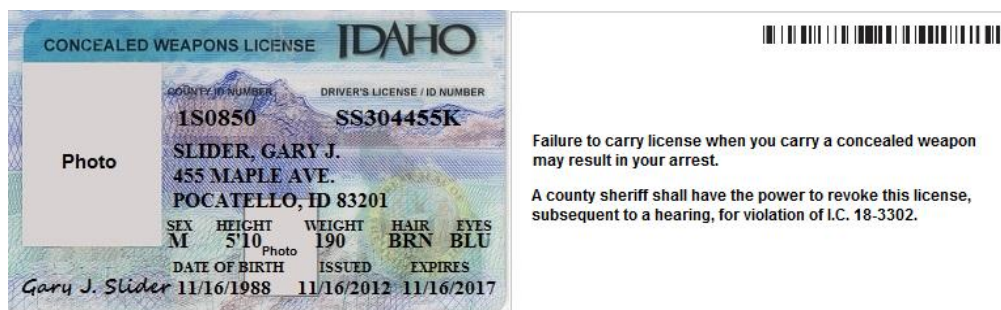 CONCEALED WEAPONS LICENSE IDAHO
COUNTY ID NUMBER DRIVER'S LICENSE / ID NUMBER
1S0850 SS304455K
Photo
SLIDER, GARY J.
455 MAPLE AVE.
POCATELLO, ID 83201
SEX HEIGHT WEIGHT HAIR EYES
M 5'10 190 BRN BLU
Photo
DATE OF BIRTH ISSUED EXPIRES
Gary J. Slider 11/16/1988 11/16/2012 11/16/2017
Failure to carry license when you carry a concealed weapon
may result in your arrest.
A county sheriff shall have the power to revoke this license,
subsequent to a hearing, for violation of I.C. 18-3302.